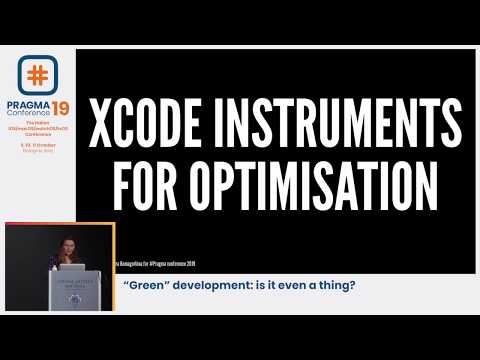 PRAGMA 19
Conference
The Italian
iOS/macOS/watchOS/tvOS
Conference
9, 10, 11 October
Bologna, Italy
XCODE INSTRUMENTS
FOR OPTIMISATION
for #Pragma conference 2019
“Green” development: is it even a thing?